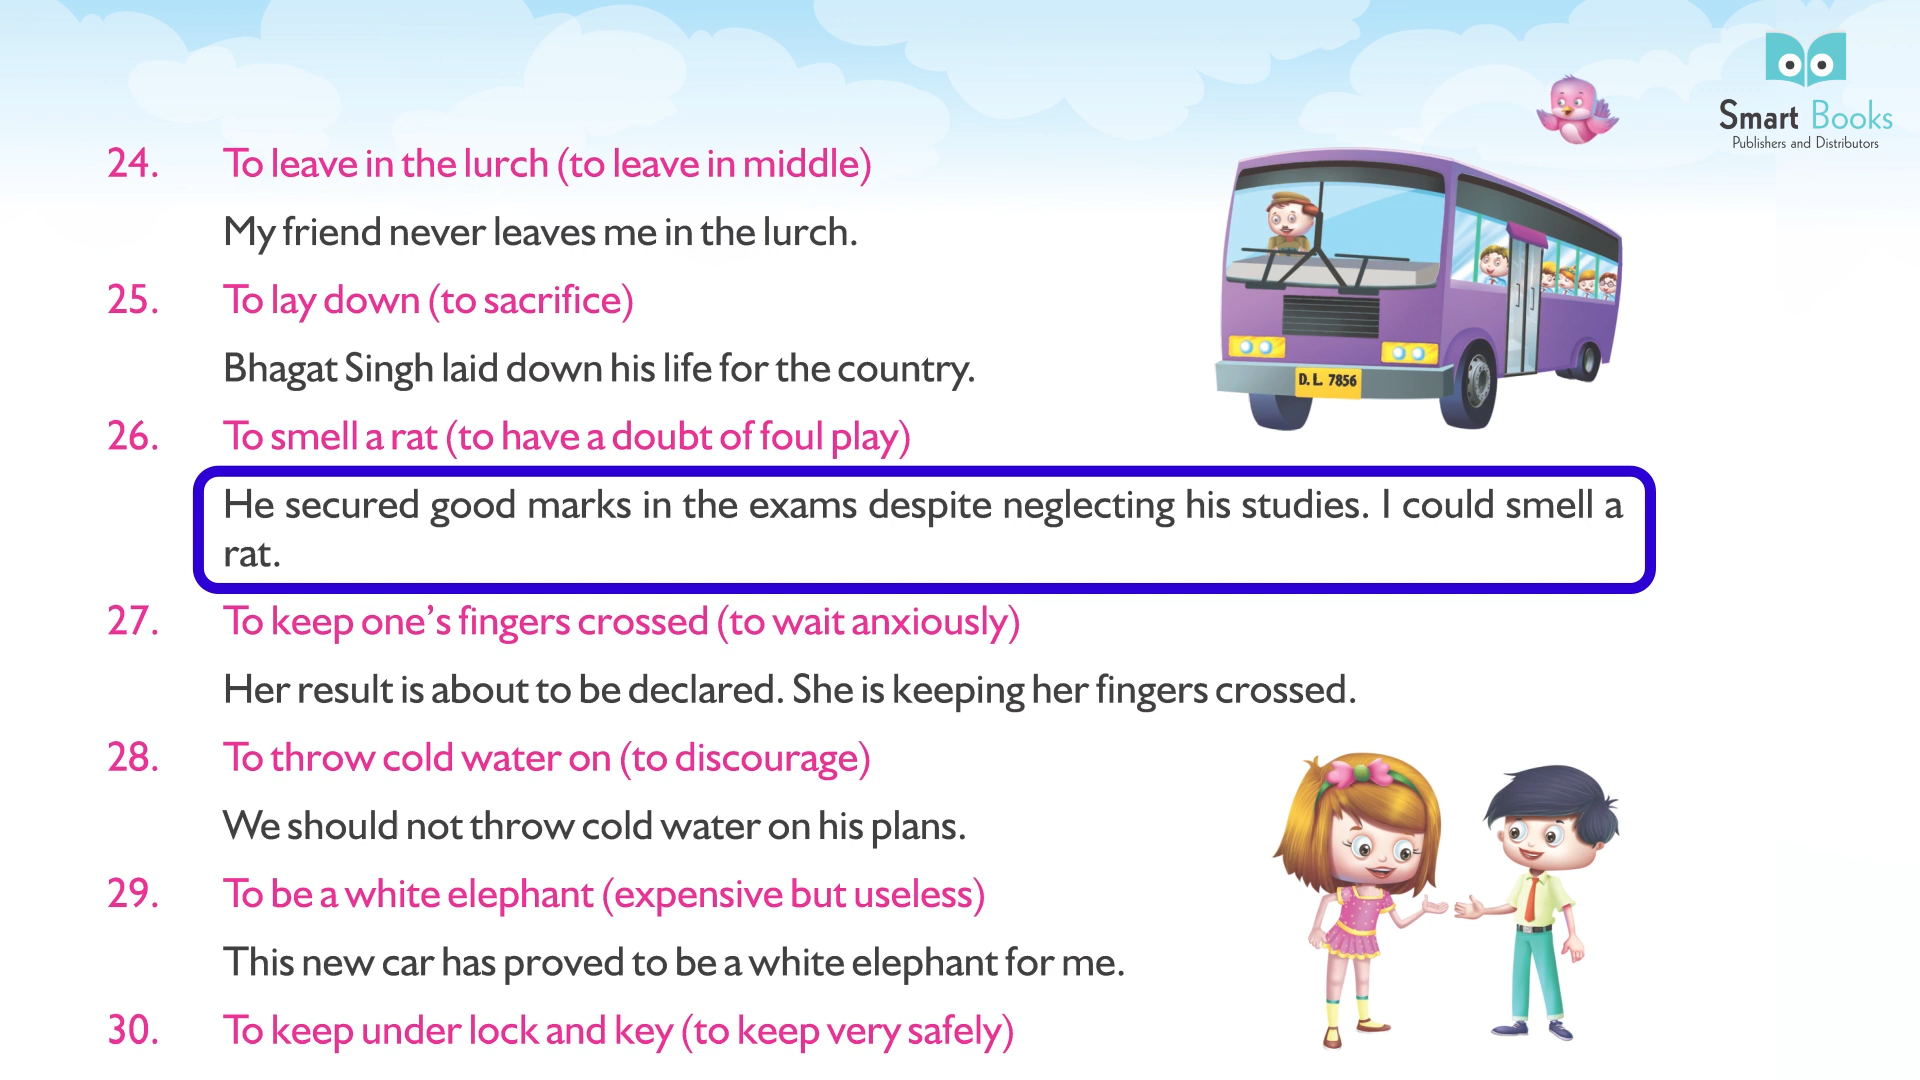 Smart Books
Publishers and Distributors
24. To leave in the lurch (to leave in middle)
My friend never leaves me in the lurch.
25. To lay down (to sacrifice)
Bhagat Singh laid down his life for the country.
D. L. 7856
26. To smell a rat (to have a doubt of foul play)
He secured good marks in the exams despite neglecting his studies. I could smell a
rat.
27. To keep one’s fingers crossed (to wait anxiously)
Her result is about to be declared. She is keeping her fingers crossed.
28. To throw cold water on (to discourage)
We should not throw cold water on his plans.
29. To be a white elephant (expensive but useless)
This new car has proved to be a white elephant for me.
30. To keep under lock and key (to keep very safely)